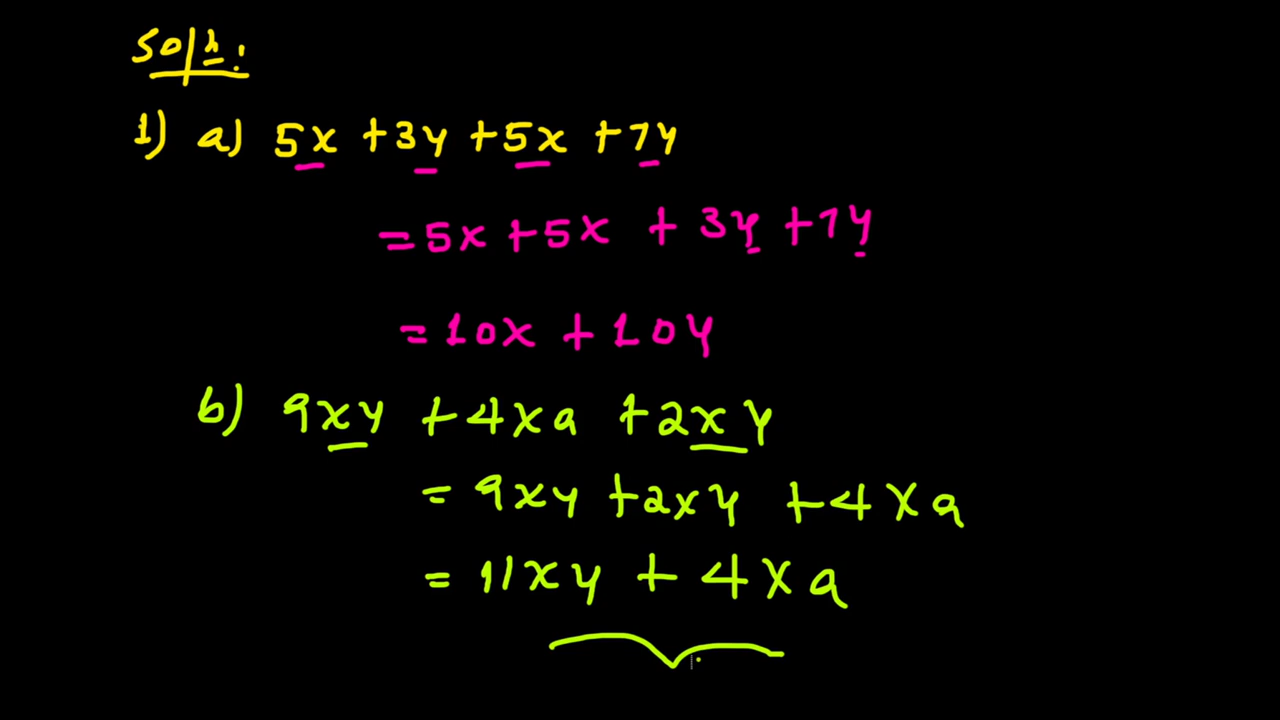 Solⁿ:
1) a) 5x + 3y + 5x + 7y
= 5x + 5x + 3y + 7y
= 10x + 10y
b) 9xy + 4xa + 2xy
= 9xy + 2xy + 4xa
= 11xy + 4xa